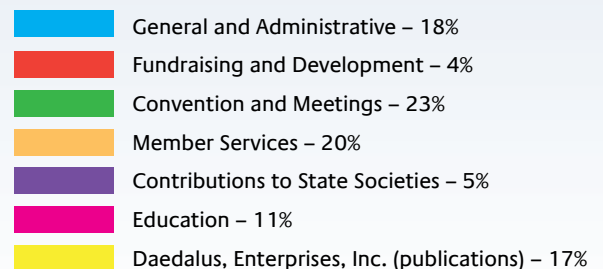 General and Administrative – 18%
Fundraising and Development – 4%
Convention and Meetings – 23%
Member Services – 20%
Contributions to State Societies – 5%
Education – 11%
Daedalus, Enterprises, Inc. (publications) – 17%